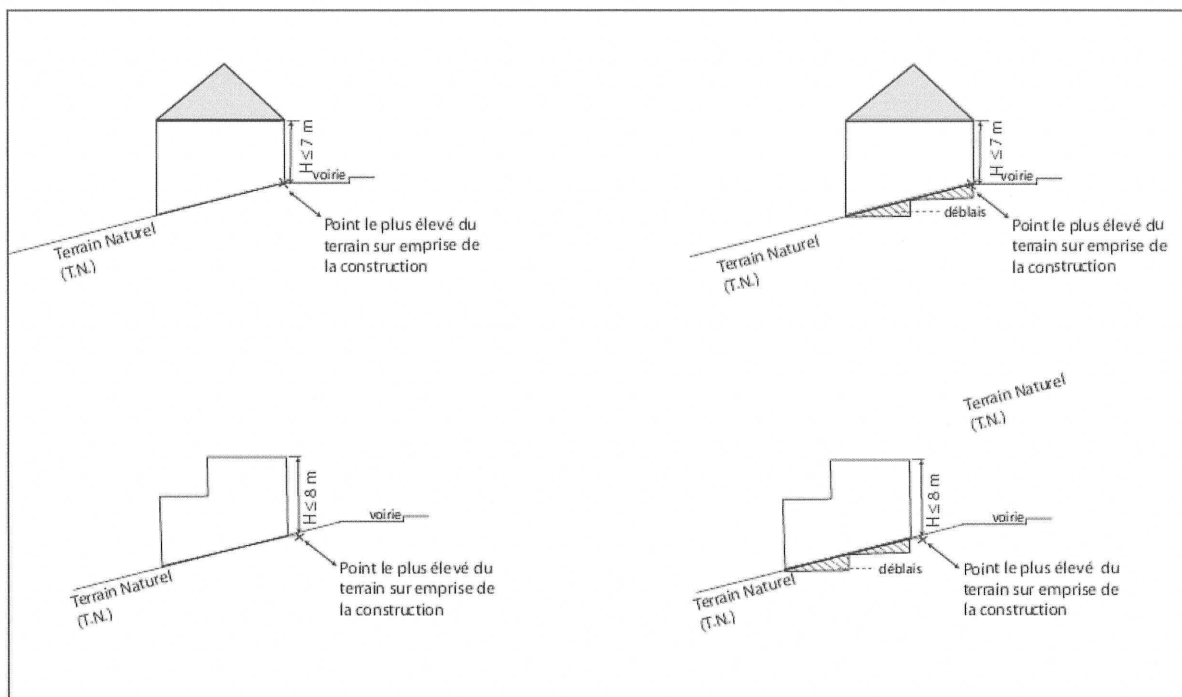 H ≤ 7 m
voirie
Point le plus élevé du
terrain sur emprise de
la construction
Terrain Naturel
(T.N.)
H ≤ 7 m
voirie
déblais
Point le plus élevé du
terrain sur emprise de
la construction
Terrain Naturel
(T.N.)
Terrain Naturel
(T.N.)
H ≤ 8 m
voirie
Point le plus élevé du
terrain sur emprise de
la construction
Terrain Naturel
(T.N.)
H ≤ 8 m
voirie
déblais
Point le plus élevé du
terrain sur emprise de
la construction
Terrain Naturel
(T.N.)